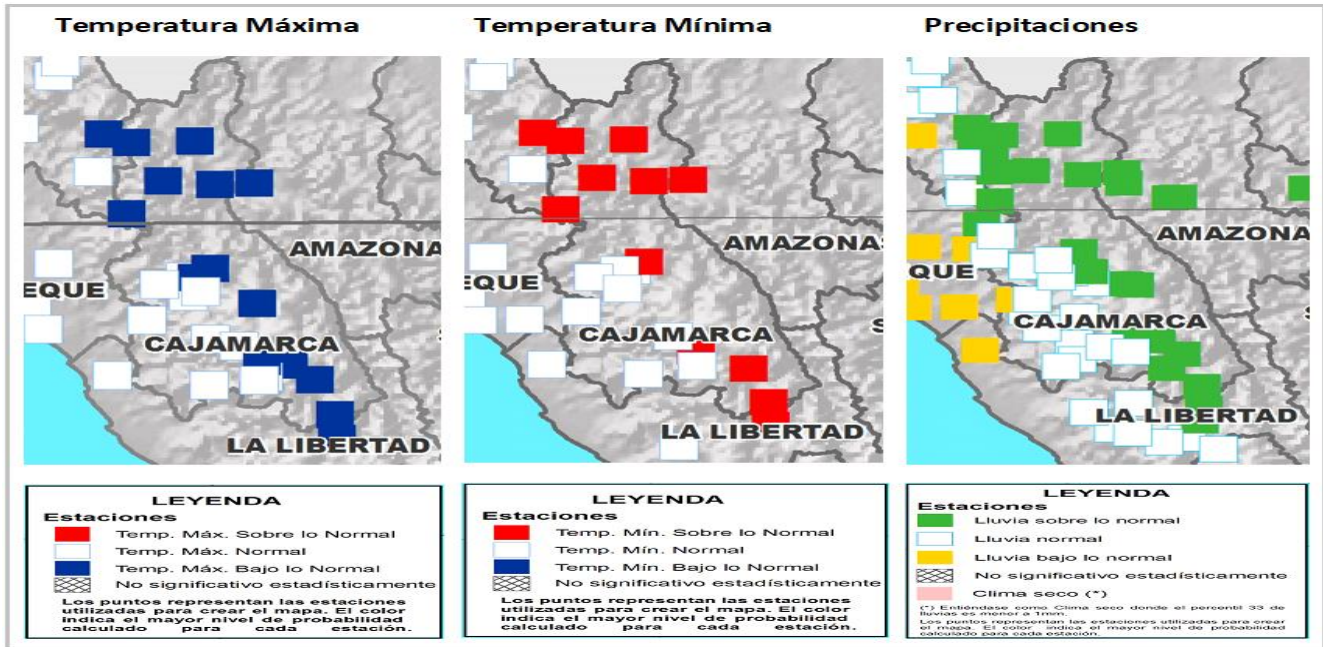 Temperatura Máxima
AMAZONA
EQUE
CAJAMARCA
LA LIBERTAD
LEYENDA
Estaciones
Temp. Máx. Sobre lo Normal
Temp. Máx. Normal
Temp. Máx. Bajo lo Normal
No significativo estadísticamente
Los puntos representan las estaciones
utilizadas para crear el mapa. El color
indica el mayor nivel de probabilidad
calculado para cada estación.
Temperatura Mínima
AMAZONA
EQUE
CAJAMARCA
LA LIBERTAD
LEYENDA
Estaciones
Temp. Mín. Sobre lo Normal
Temp. Mín. Normal
Temp. Mín. Bajo lo Normal
No significativo estadísticamente
Los puntos representan las estaciones
utilizadas para crear el mapa. El color
indica el mayor nivel de probabilidad
calculado para cada estación.
Precipitaciones
AMAZONA
QUE
CAJAMARCA
LA LIBERTAD
LEYENDA
Estaciones
Lluvia sobre lo normal
Lluvia normal
Lluvia bajo lo normal
No significativo estadísticamente
Clima seco (*)
(*) Entiéndase como Clima seco donde el percentil 33 de
lluvias es menor a 1mm.
Los puntos representan las estaciones utilizadas para crear
el mapa. El color indica el mayor nivel de probabilidad
calculado para cada estación.